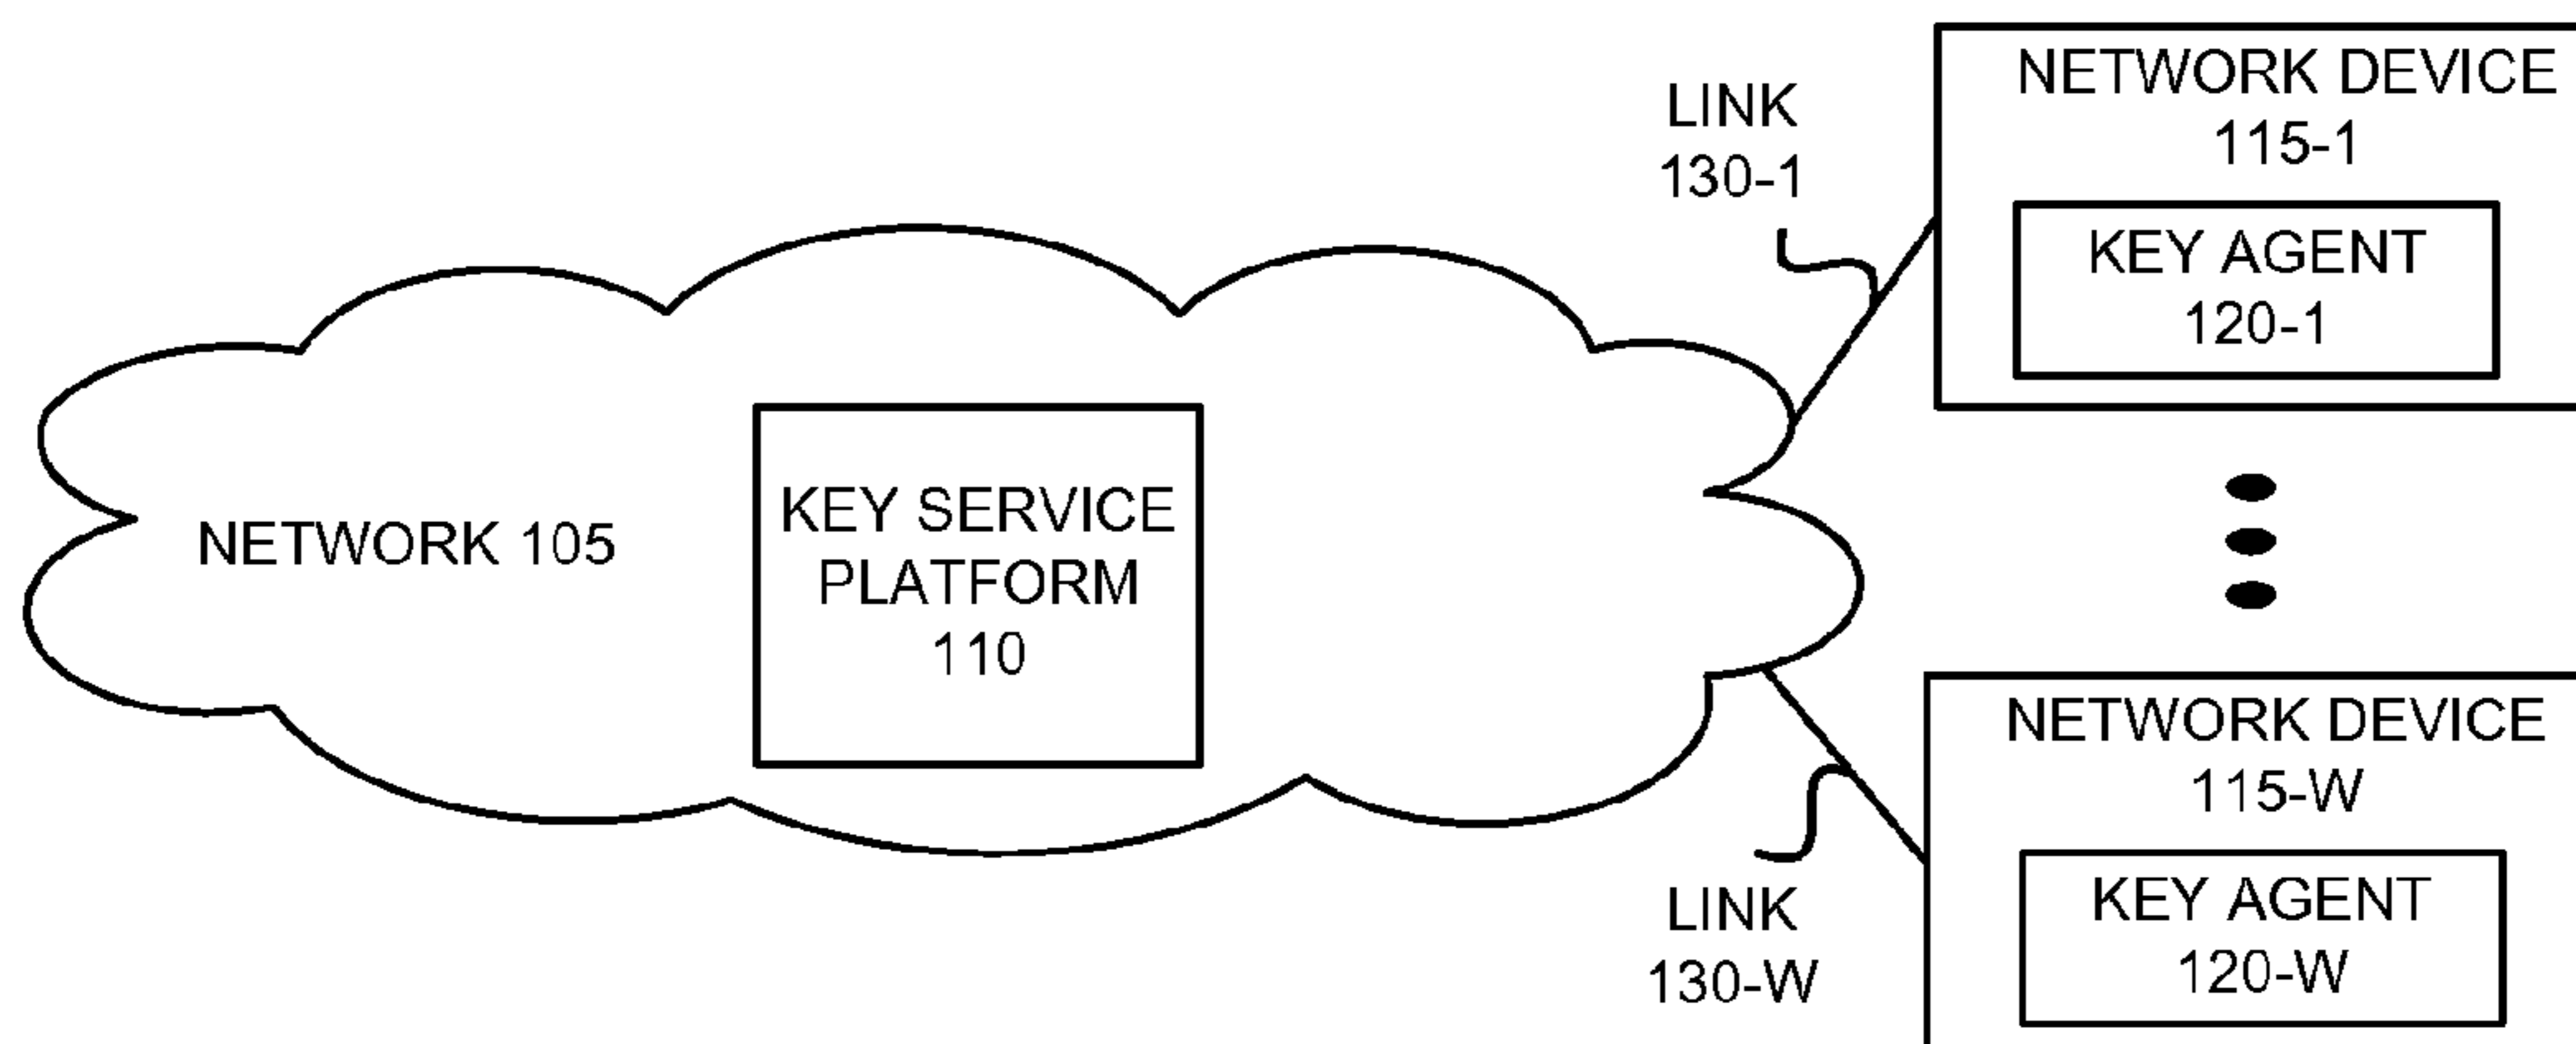 NETWORK 105
KEY SERVICE
PLATFORM
110
LINK
130-1
NETWORK DEVICE
115-1
KEY AGENT
120-1
LINK
130-W
NETWORK DEVICE
115-W
KEY AGENT
120-W